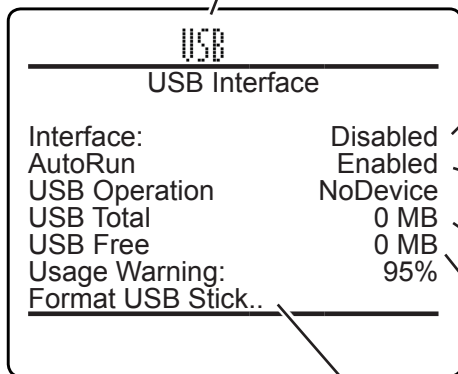 USB
USB Interface
Interface: Disabled
AutoRun Enabled
USB Operation NoDevice
USB Total 0 MB
USB Free 0 MB
Usage Warning: 95%
Format USB Stick..